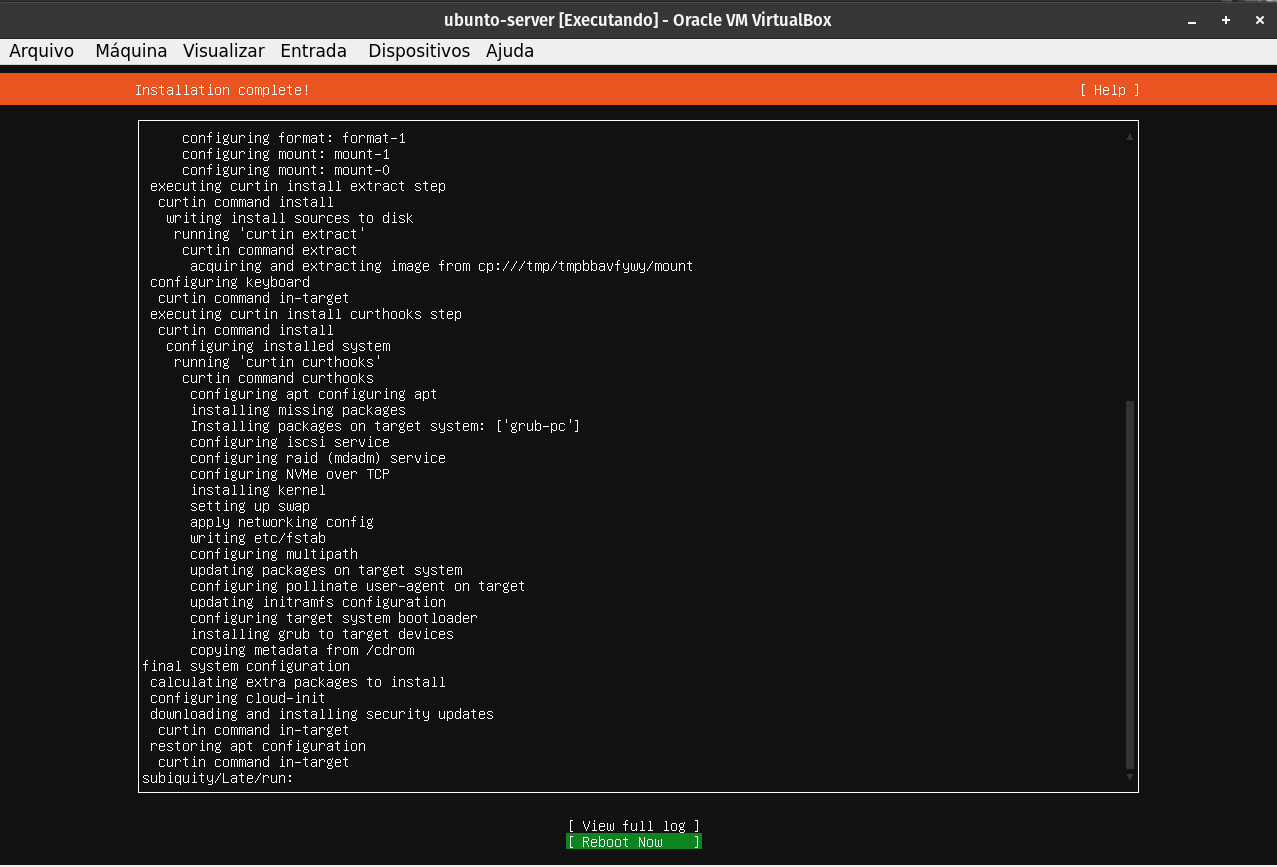 ubunto-server [Executando] - Oracle VM VirtualBox
Arquivo Máquina Visualizar Entrada Dispositivos Ajuda
Installation complete! [ Help ]
configuring format: format-1
configuring mount: mount-1
configuring mount: mount-0
executing curtin install extract step
curtin command install
writing install sources to disk
running 'curtin extract'
curtin command extract
acquiring and extracting image from cp:///tmp/tmpbbavfywy/mount
configuring keyboard
curtin command in-target
executing curtin install curthooks step
curtin command install
configuring installed system
running 'curtin curthooks'
curtin command curthooks
configuring apt configuring apt
installing missing packages
Installing packages on target system: ['grub-pc']
configuring iscsi service
configuring raid (mdadm) service
configuring NVMe over TCP
installing kernel
setting up swap
apply networking config
writing etc/fstab
configuring multipath
updating packages on target system
configuring pollinate user-agent on target
updating initramfs configuration
configuring target system bootloader
installing grub to target devices
copying metadata from /cdrom
final system configuration
calculating extra packages to install
configuring cloud-init
downloading and installing security updates
curtin command in-target
restoring apt configuration
curtin command in-target
subiquity/Late/run:
[ View full log ]
[ Reboot Now ]